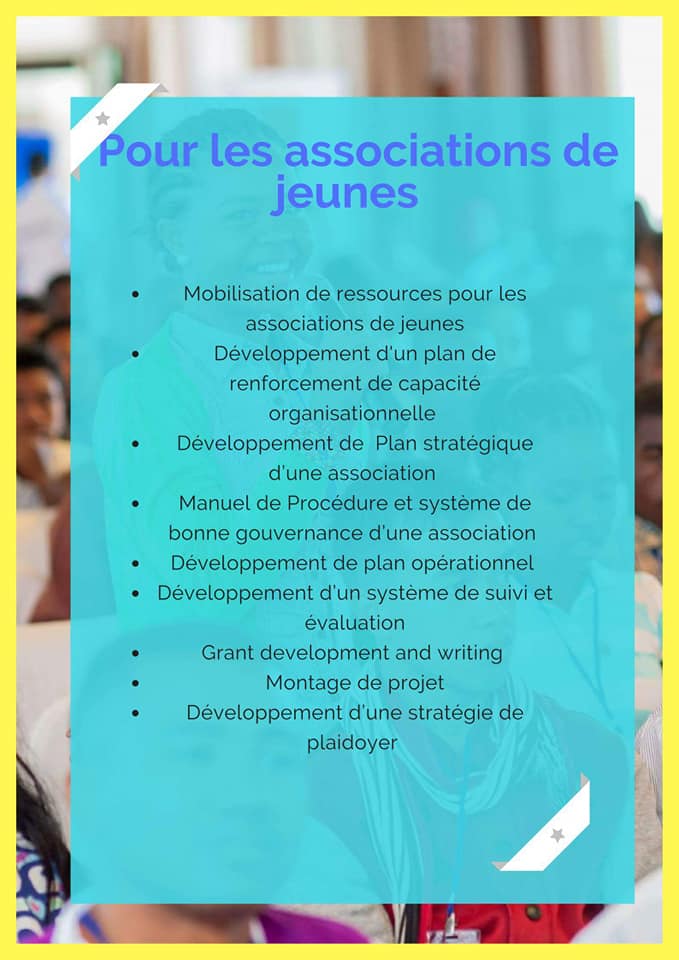 Pour les associations de
jeunes
• Mobilisation de ressources pour les
associations de jeunes
• Développement d'un plan de
renforcement de capacité
organisationnelle
• Développement de  Plan stratégique
d'une association
• Manuel de Procédure et système de
bonne gouvernance d'une association
• Développement de plan opérationnel
• Développement d'un système de suivi et
évaluation
• Grant development and writing
• Montage de projet
• Développement d'une stratégie de
plaidoyer